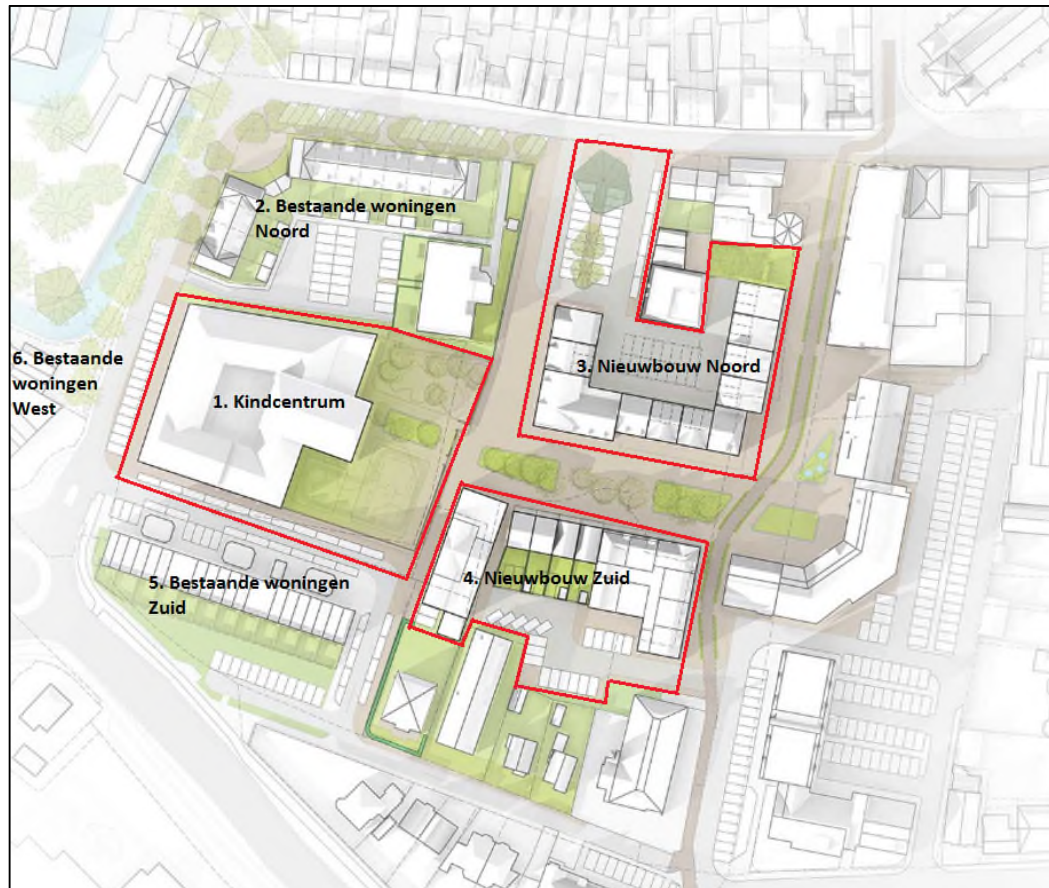 2. Bestaande woningen
Noord
6. Bestaande
woningen
West
1. Kindcentrum
3. Nieuwbouw Noord
5. Bestaande woningen
Zuid
4. Nieuwbouw Zuid